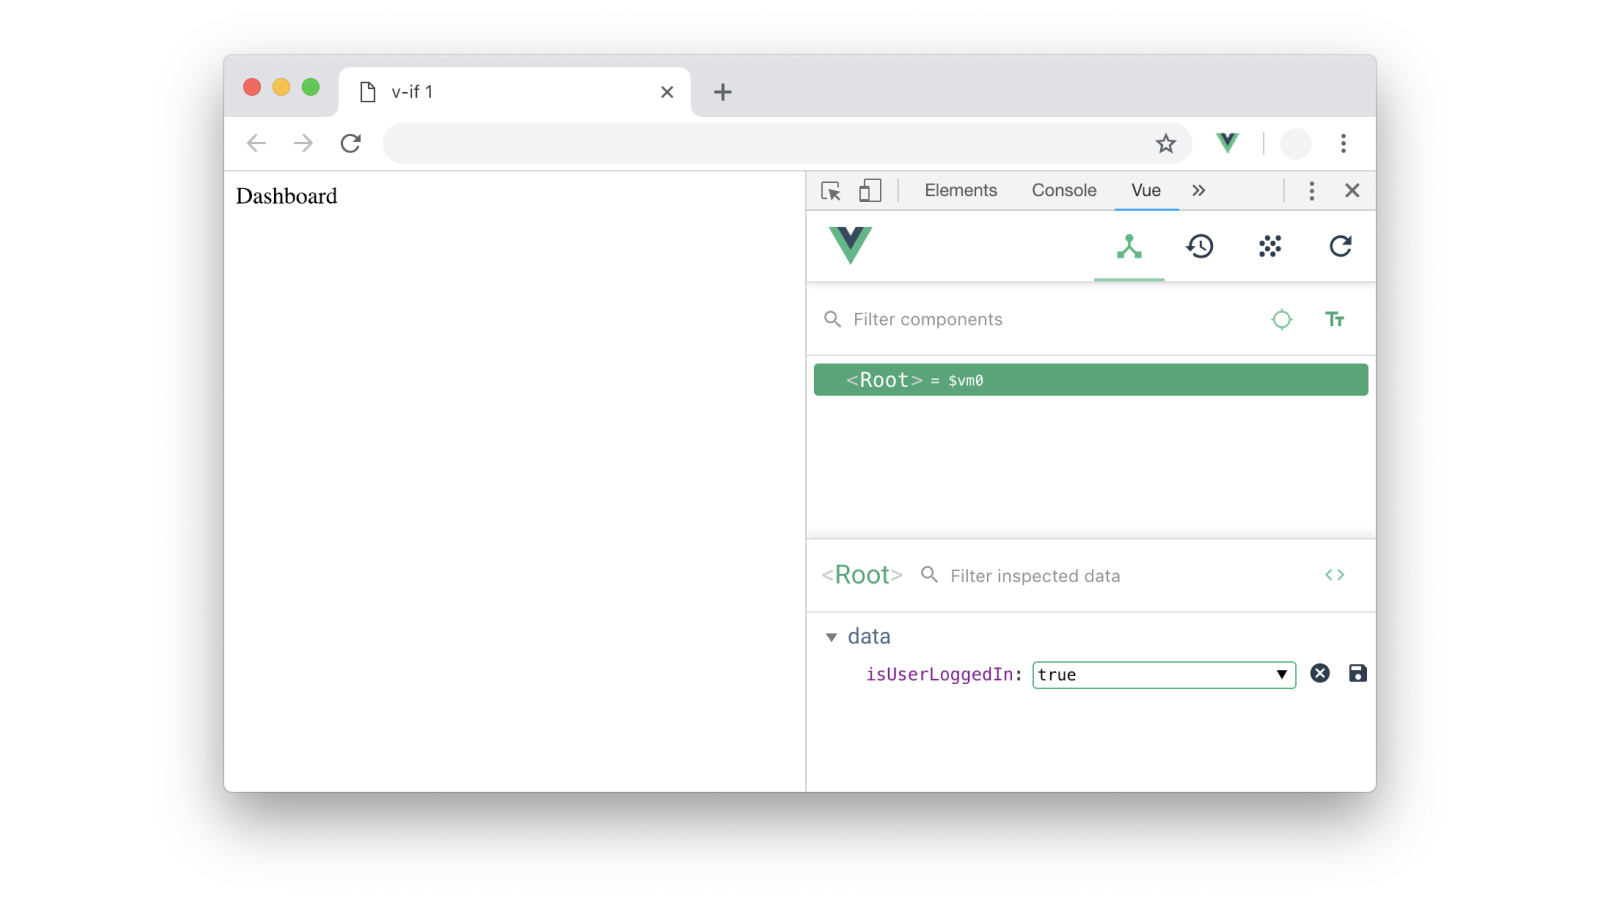 v-if 1
Dashboard
Elements Console Vue
Filter components
<Root> = $vm0
<Root> Filter inspected data
data
isUserLoggedIn: true